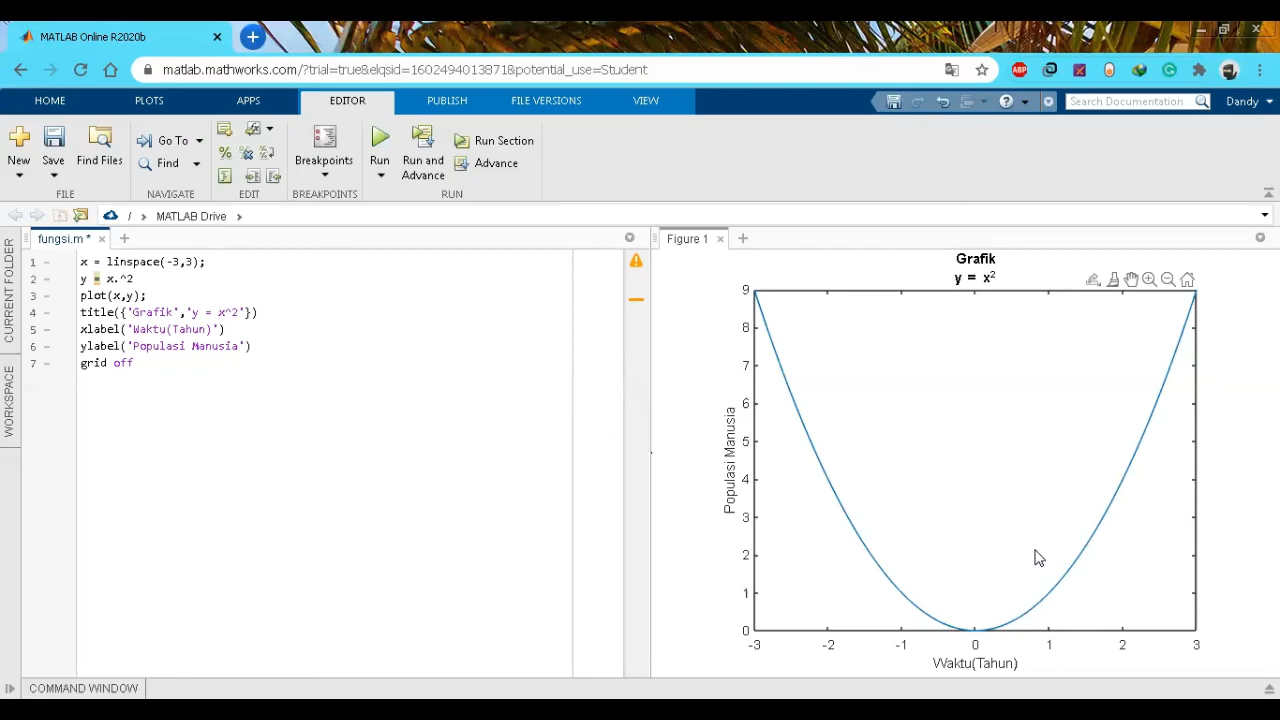 MATLAB Online R2020b
matlab.mathworks.com/?trial=true&elqsid=1602494013871&potential_use=Student
ABP
HOME PLOTS APPS EDITOR PUBLISH FILE VERSIONS VIEW
Search Documentation Dandy
New Save Find Files
Go To
Find
Breakpoints
Run
Run and Advance
Run Section
Advance
FILE NAVIGATE EDIT BREAKPOINTS RUN
/ MATLAB Drive
CURRENT FOLDER
WORKSPACE
fungsi.m *
1 x = linspace(-3,3);
2 y = x.^2
3 plot(x,y);
4 title({'Grafik','y = x^2'})
5 xlabel('Waktu(Tahun)')
6 ylabel('Populasi Manusia')
7 grid off
Figure 1
Grafik
y = x²
Populasi Manusia
9
8
7
6
5
4
3
2
1
0
-3 -2 -1 0 1 2 3
Waktu(Tahun)
COMMAND WINDOW